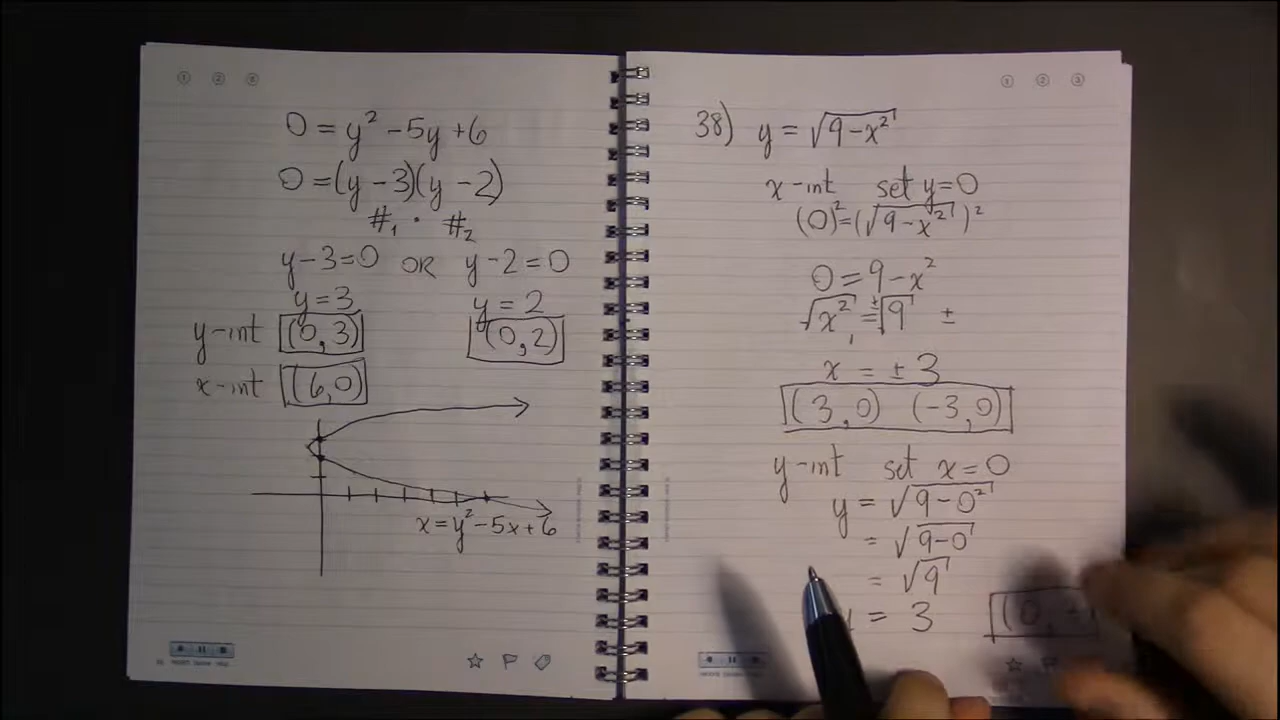 0 = y² - 5y + 6
0 = (y - 3)(y - 2)
#₁ · #₂
y - 3 = 0 OR y - 2 = 0
y = 3 y = 2
y-int (0, 3) (0, 2)
x-int (6, 0)
x = y² - 5x + 6
38) y = √9 - x²
x-int set y = 0
(0)² = (√9 - x²)²
0 = 9 - x²
√x² = ±√9 ±
x = ± 3
(3, 0) (-3, 0)
y-int set x = 0
y = √9 - 0²
= √9 - 0
= √9
= 3
(0,